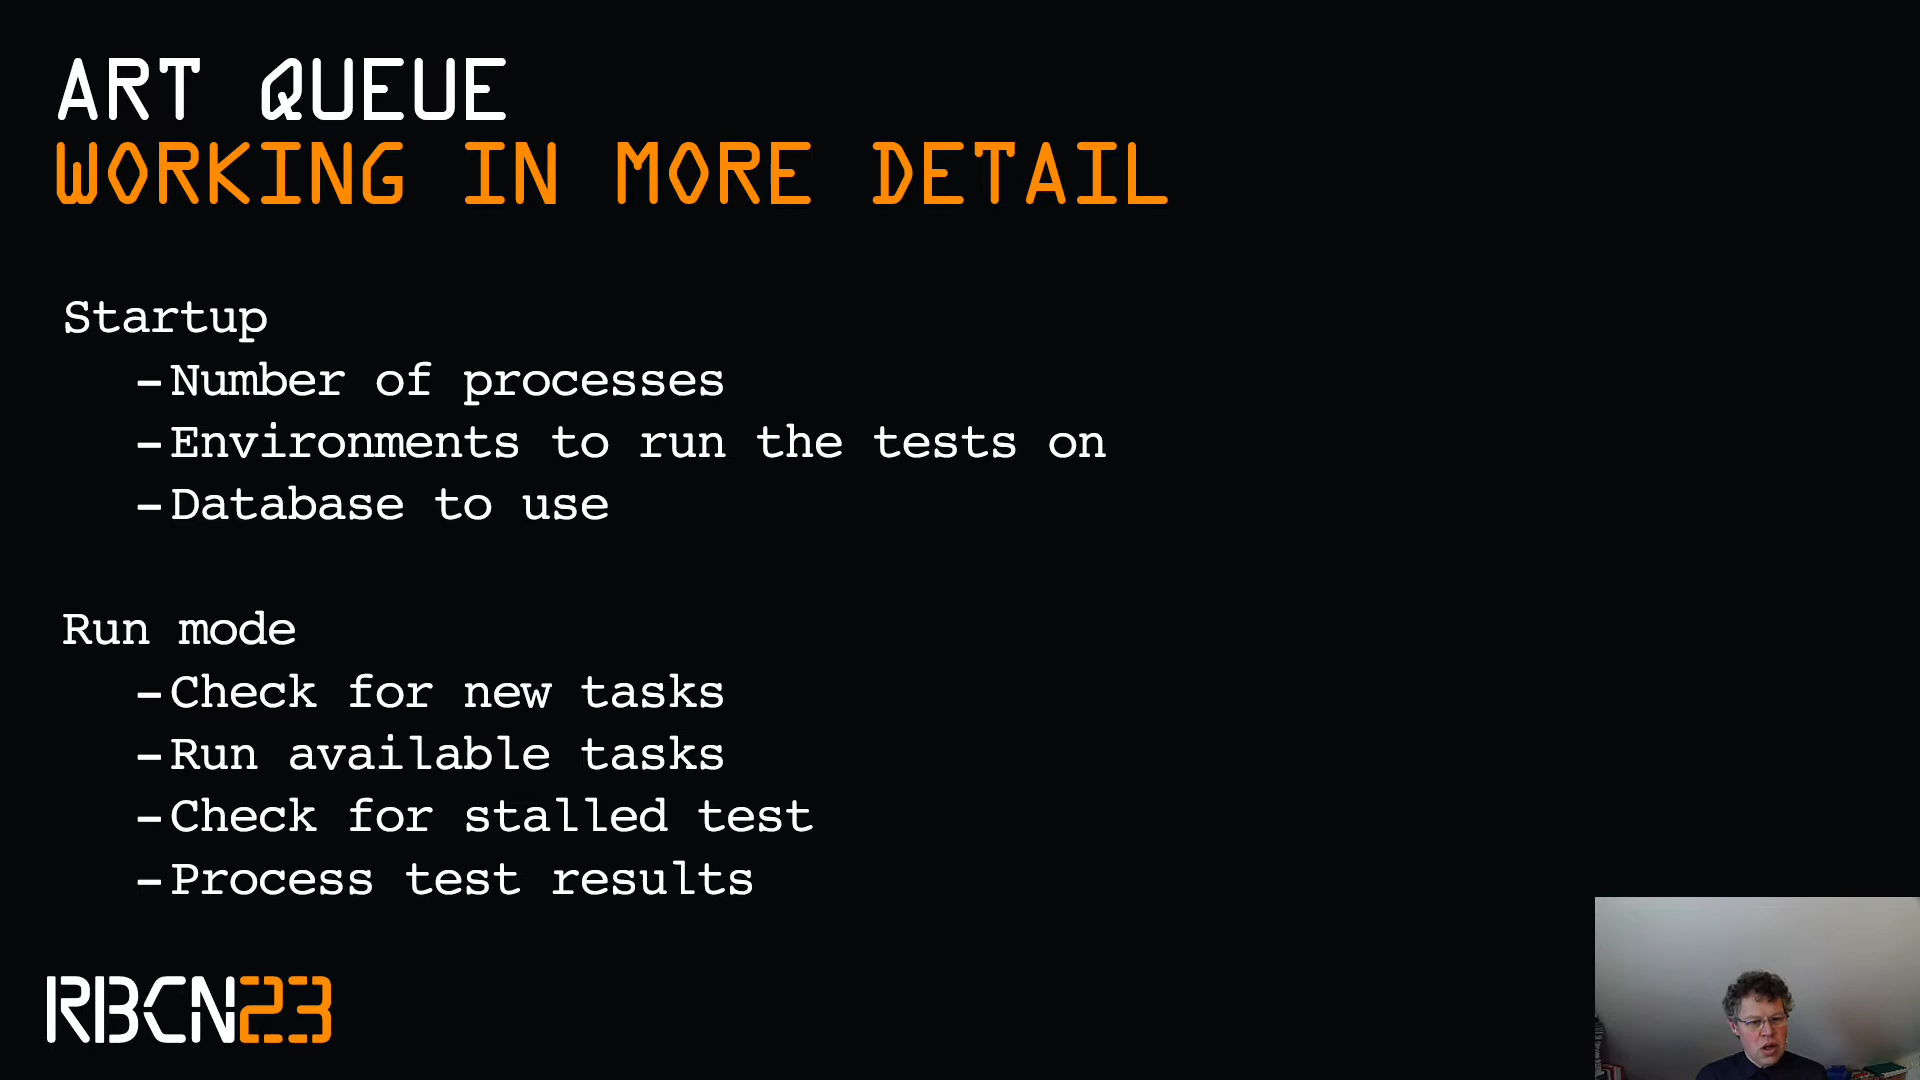 ART QUEUE
WORKING IN MORE DETAIL
Startup
-Number of processes
-Environments to run the tests on
-Database to use
Run mode
-Check for new tasks
-Run available tasks
-Check for stalled test
-Process test results
RBCN23